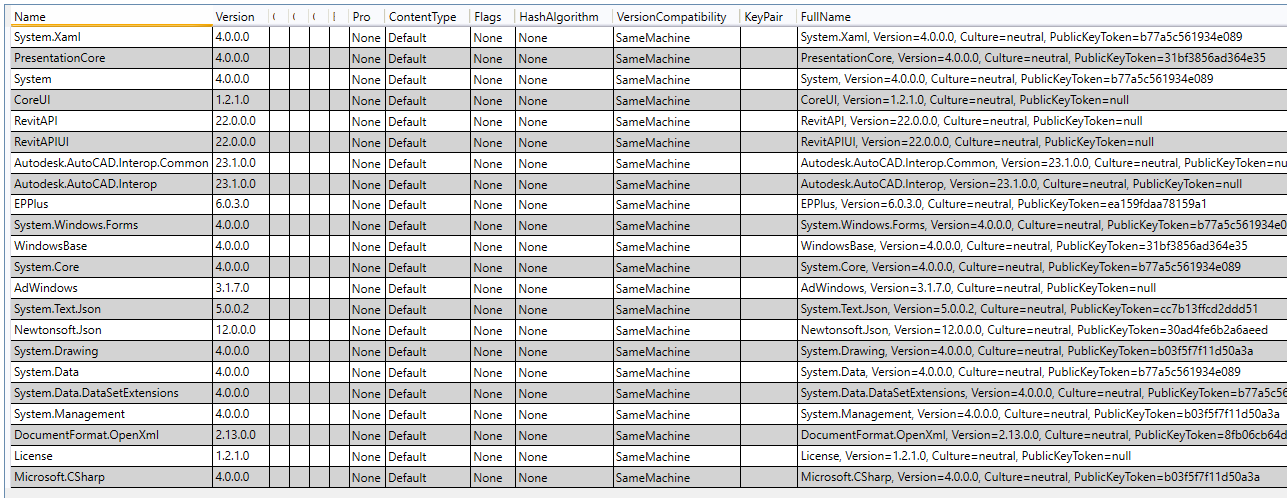 Name Version Pro ContentType Flags HashAlgorithm VersionCompatibility KeyPair FullName
System.Xaml 4.0.0.0 None Default None None SameMachine System.Xaml, Version=4.0.0.0, Culture=neutral, PublicKeyToken=b77a5c561934e089
PresentationCore 4.0.0.0 None Default None None SameMachine PresentationCore, Version=4.0.0.0, Culture=neutral, PublicKeyToken=31bf3856ad364e35
System 4.0.0.0 None Default None None SameMachine System, Version=4.0.0.0, Culture=neutral, PublicKeyToken=b77a5c561934e089
CoreUI 1.2.1.0 None Default None None SameMachine CoreUI, Version=1.2.1.0, Culture=neutral, PublicKeyToken=null
RevitAPI 22.0.0.0 None Default None None SameMachine RevitAPI, Version=22.0.0.0, Culture=neutral, PublicKeyToken=null
RevitAPIUI 22.0.0.0 None Default None None SameMachine RevitAPIUI, Version=22.0.0.0, Culture=neutral, PublicKeyToken=null
Autodesk.AutoCAD.Interop.Common 23.1.0.0 None Default None None SameMachine Autodesk.AutoCAD.Interop.Common, Version=23.1.0.0, Culture=neutral, PublicKeyToken=nu
Autodesk.AutoCAD.Interop 23.1.0.0 None Default None None SameMachine Autodesk.AutoCAD.Interop, Version=23.1.0.0, Culture=neutral, PublicKeyToken=null
EPPlus 6.0.3.0 None Default None None SameMachine EPPlus, Version=6.0.3.0, Culture=neutral, PublicKeyToken=ea159fdaa78159a1
System.Windows.Forms 4.0.0.0 None Default None None SameMachine System.Windows.Forms, Version=4.0.0.0, Culture=neutral, PublicKeyToken=b77a5c561934e0
WindowsBase 4.0.0.0 None Default None None SameMachine WindowsBase, Version=4.0.0.0, Culture=neutral, PublicKeyToken=31bf3856ad364e35
System.Core 4.0.0.0 None Default None None SameMachine System.Core, Version=4.0.0.0, Culture=neutral, PublicKeyToken=b77a5c561934e089
AdWindows 3.1.7.0 None Default None None SameMachine AdWindows, Version=3.1.7.0, Culture=neutral, PublicKeyToken=null
System.Text.Json 5.0.0.2 None Default None None SameMachine System.Text.Json, Version=5.0.0.2, Culture=neutral, PublicKeyToken=cc7b13ffcd2ddd51
Newtonsoft.Json 12.0.0.0 None Default None None SameMachine Newtonsoft.Json, Version=12.0.0.0, Culture=neutral, PublicKeyToken=30ad4fe6b2a6aeed
System.Drawing 4.0.0.0 None Default None None SameMachine System.Drawing, Version=4.0.0.0, Culture=neutral, PublicKeyToken=b03f5f7f11d50a3a
System.Data 4.0.0.0 None Default None None SameMachine System.Data, Version=4.0.0.0, Culture=neutral, PublicKeyToken=b77a5c561934e089
System.Data.DataSetExtensions 4.0.0.0 None Default None None SameMachine System.Data.DataSetExtensions, Version=4.0.0.0, Culture=neutral, PublicKeyToken=b77a5c56
System.Management 4.0.0.0 None Default None None SameMachine System.Management, Version=4.0.0.0, Culture=neutral, PublicKeyToken=b03f5f7f11d50a3a
DocumentFormat.OpenXml 2.13.0.0 None Default None None SameMachine DocumentFormat.OpenXml, Version=2.13.0.0, Culture=neutral, PublicKeyToken=8fb06cb64d
License 1.2.1.0 None Default None None SameMachine License, Version=1.2.1.0, Culture=neutral, PublicKeyToken=null
Microsoft.CSharp 4.0.0.0 None Default None None SameMachine Microsoft.CSharp, Version=4.0.0.0, Culture=neutral, PublicKeyToken=b03f5f7f11d50a3a